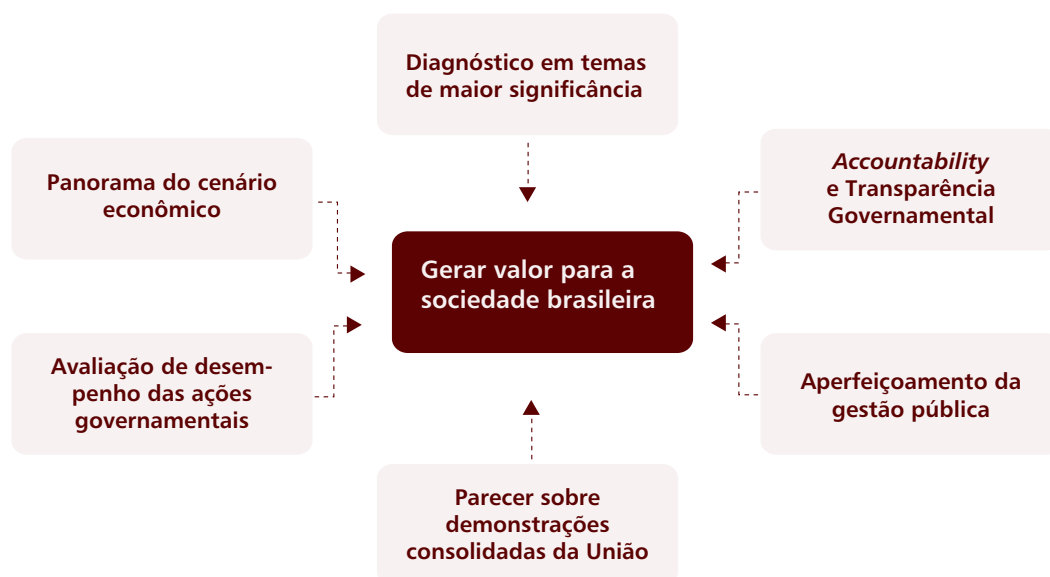 Diagnóstico em temas
de maior significância
Panorama do cenário
econômico
Accountability
e Transparência
Governamental
Gerar valor para a
sociedade brasileira
Avaliação de desem-
penho das ações
governamentais
Aperfeiçoamento da
gestão pública
Parecer sobre
demonstrações
consolidadas da União